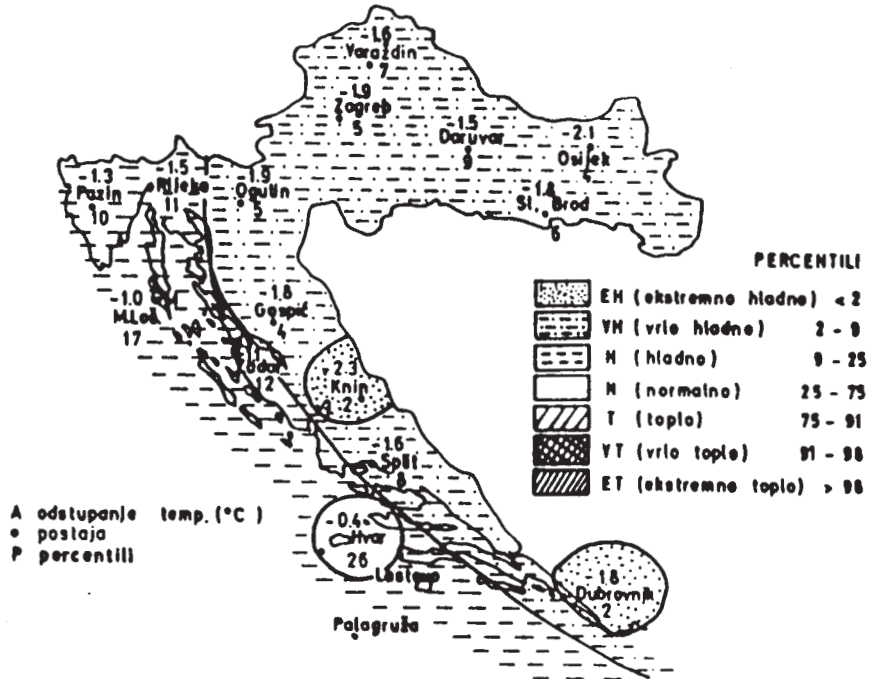 -1.6
Varaždin
7
-1.9
Zagreb
5
-1.5
Daruvar
9
-2.1
Osijek
-1.8
Sl. Brod
6
-1.3
Pazin
10
-1.5
Rijeka
11
-1.9
Ogulin
5
-1.0
M.Loš.
17
-1.8
Gospić
4
12
-2.3
Knin
2
-1.6
Split
8
-0.4
Hvar
26
Lastovo
Palagruža
-1.8
Dubrovnik
2
PERCENTILI
EH (ekstremno hladno) < 2
VH (vrlo hladno) 2 - 9
H (hladno) 9 - 25
N (normalno) 25 - 75
T (toplo) 75 - 91
VT (vrlo toplo) 91 - 98
ET (ekstremno toplo) > 98
A odstupanje temp. (°C)
• postaja
P percentili